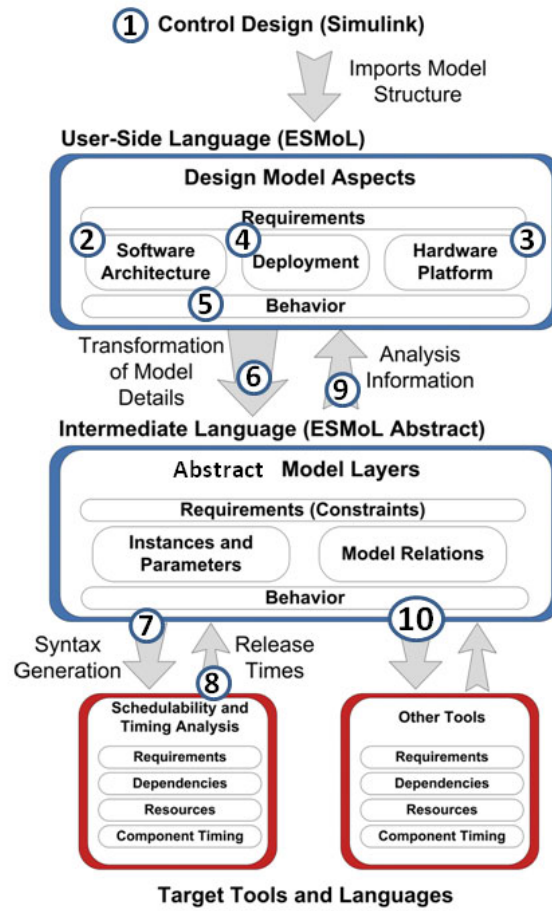 1 Control Design (Simulink)
Imports Model
Structure
User-Side Language (ESMoL)
Design Model Aspects
Requirements
2 4 3
Software
Architecture
Deployment
Hardware
Platform
5
Behavior
Transformation
of Model
Details
6
9
Analysis
Information
Intermediate Language (ESMoL Abstract)
Abstract Model Layers
Requirements (Constraints)
Instances and
Parameters
Model Relations
Behavior
7
10
Syntax
Generation
Release
Times
8
Schedulability and
Timing Analysis
Requirements
Dependencies
Resources
Component Timing
Other Tools
Requirements
Dependencies
Resources
Component Timing
Target Tools and Languages